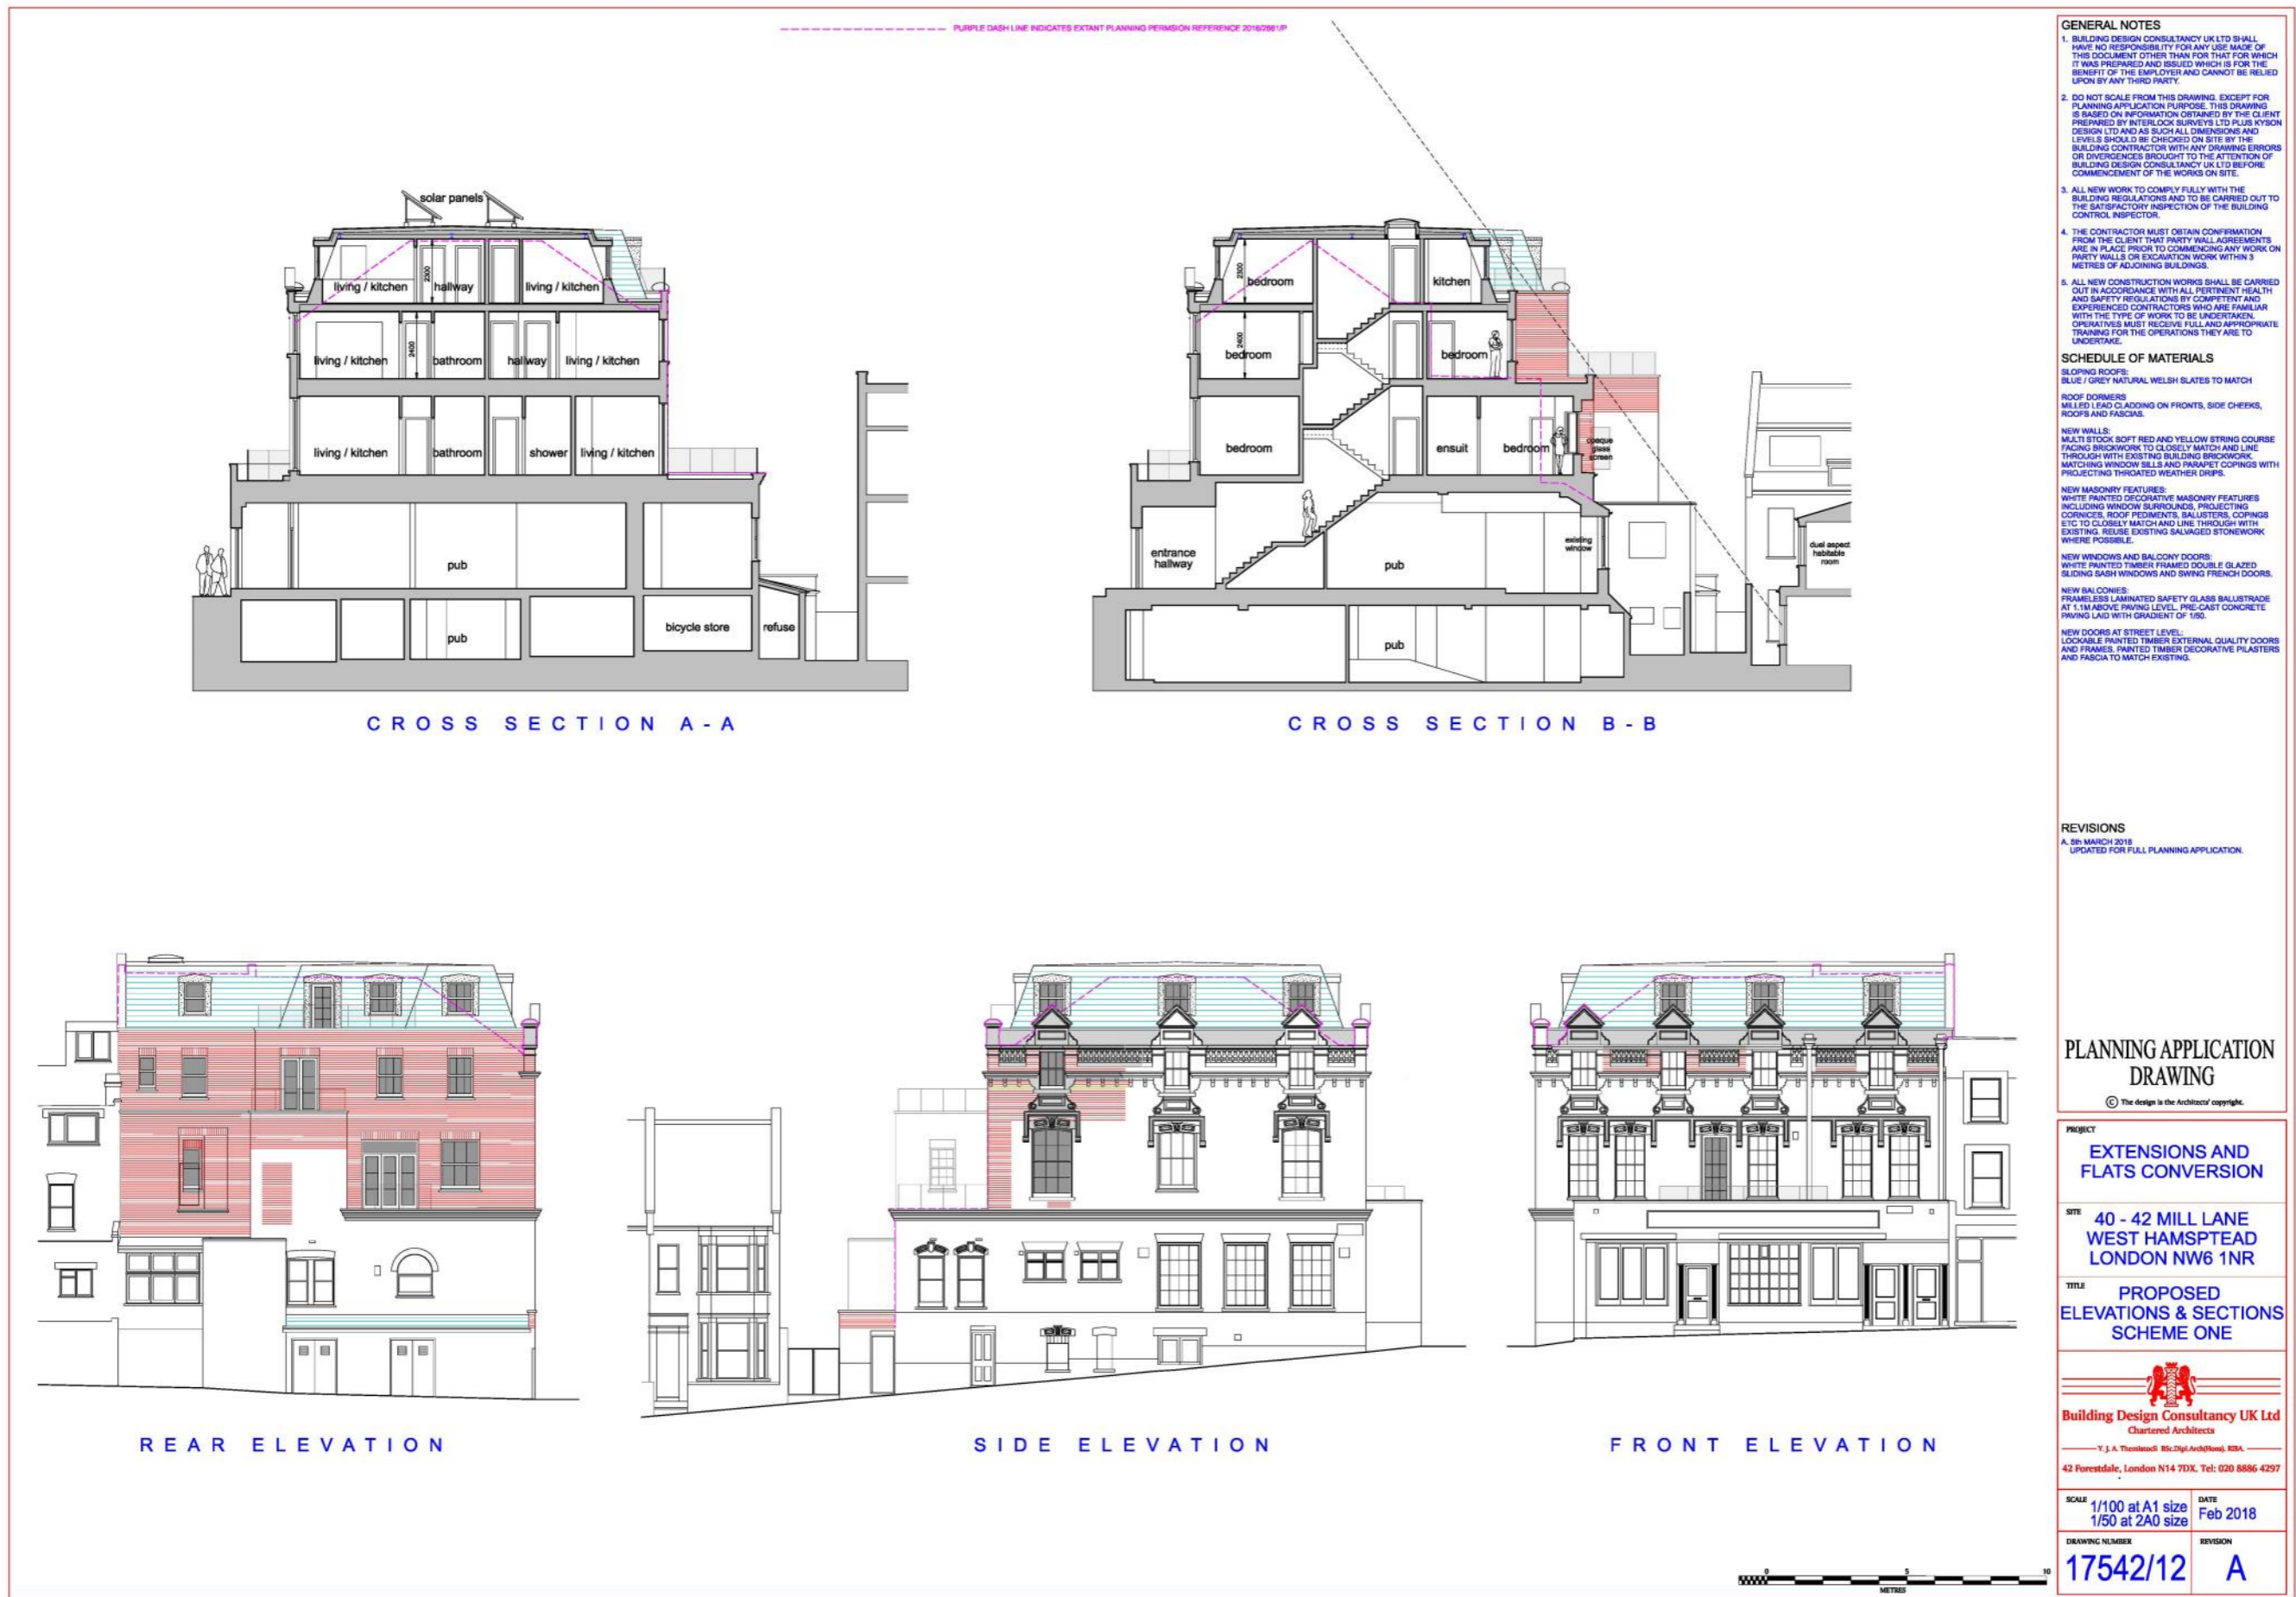 PURPLE DASH LINE INDICATES EXTANT PLANNING PERMSION REFERENCE 2016/2661/P
solar panels
living / kitchen
2300
hallway
living / kitchen
living / kitchen
2400
bathroom
hallway
living / kitchen
living / kitchen
bathroom
shower
living / kitchen
pub
pub
bicycle store
refuse
CROSS SECTION A-A
2300
bedroom
kitchen
2400
bedroom
bedroom
bedroom
ensuit
bedroom
opaque
glass
screen
entrance
hallway
pub
existing
window
dual aspect
habitable
room
pub
CROSS SECTION B-B
REAR ELEVATION
SIDE ELEVATION
FRONT ELEVATION
0 5 10
METRES
GENERAL NOTES
1. BUILDING DESIGN CONSULTANCY UK LTD SHALL
HAVE NO RESPONSIBILITY FOR ANY USE MADE OF
THIS DOCUMENT OTHER THAN FOR THAT FOR WHICH
IT WAS PREPARED AND ISSUED WHICH IS FOR THE
BENEFIT OF THE EMPLOYER AND CANNOT BE RELIED
UPON BY ANY THIRD PARTY.
2. DO NOT SCALE FROM THIS DRAWING. EXCEPT FOR
PLANNING APPLICATION PURPOSE. THIS DRAWING
IS BASED ON INFORMATION OBTAINED BY THE CLIENT
PREPARED BY INTERLOCK SURVEYS LTD PLUS KYSON
DESIGN LTD AND AS SUCH ALL DIMENSIONS AND
LEVELS SHOULD BE CHECKED ON SITE BY THE
BUILDING CONTRACTOR WITH ANY DRAWING ERRORS
OR DIVERGENCES BROUGHT TO THE ATTENTION OF
BUILDING DESIGN CONSULTANCY UK LTD BEFORE
COMMENCEMENT OF THE WORKS ON SITE.
3. ALL NEW WORK TO COMPLY FULLY WITH THE
BUILDING REGULATIONS AND TO BE CARRIED OUT TO
THE SATISFACTORY INSPECTION OF THE BUILDING
CONTROL INSPECTOR.
4. THE CONTRACTOR MUST OBTAIN CONFIRMATION
FROM THE CLIENT THAT PARTY WALL AGREEMENTS
ARE IN PLACE PRIOR TO COMMENCING ANY WORK ON
PARTY WALLS OR EXCAVATION WORK WITHIN 3
METRES OF ADJOINING BUILDINGS.
5. ALL NEW CONSTRUCTION WORKS SHALL BE CARRIED
OUT IN ACCORDANCE WITH ALL PERTINENT HEALTH
AND SAFETY REGULATIONS BY COMPETENT AND
EXPERIENCED CONTRACTORS WHO ARE FAMILIAR
WITH THE TYPE OF WORK TO BE UNDERTAKEN.
OPERATIVES MUST RECEIVE FULL AND APPROPRIATE
TRAINING FOR THE OPERATIONS THEY ARE TO
UNDERTAKE.
SCHEDULE OF MATERIALS
SLOPING ROOFS:
BLUE / GREY NATURAL WELSH SLATES TO MATCH
ROOF DORMERS
MILLED LEAD CLADDING ON FRONTS, SIDE CHEEKS,
ROOFS AND FASCIAS.
NEW WALLS:
MULTI STOCK SOFT RED AND YELLOW STRING COURSE
FACING BRICKWORK TO CLOSELY MATCH AND LINE
THROUGH WITH EXISTING BUILDING BRICKWORK.
MATCHING WINDOW SILLS AND PARAPET COPINGS WITH
PROJECTING THROATED WEATHER DRIPS.
NEW MASONRY FEATURES:
WHITE PAINTED DECORATIVE MASONRY FEATURES
INCLUDING WINDOW SURROUNDS, PROJECTING
CORNICES, ROOF PEDIMENTS, BALUSTERS, COPINGS
ETC TO CLOSELY MATCH AND LINE THROUGH WITH
EXISTING. REUSE EXISTING SALVAGED STONEWORK
WHERE POSSIBLE.
NEW WINDOWS AND BALCONY DOORS:
WHITE PAINTED TIMBER FRAMED DOUBLE GLAZED
SLIDING SASH WINDOWS AND SWING FRENCH DOORS.
NEW BALCONIES:
FRAMELESS LAMINATED SAFETY GLASS BALUSTRADE
AT 1.1M ABOVE PAVING LEVEL. PRE-CAST CONCRETE
PAVING LAID WITH GRADIENT OF 1/50.
NEW DOORS AT STREET LEVEL:
LOCKABLE PAINTED TIMBER EXTERNAL QUALITY DOORS
AND FRAMES. PAINTED TIMBER DECORATIVE PILASTERS
AND FASCIA TO MATCH EXISTING.
REVISIONS
A. 5th MARCH 2018
UPDATED FOR FULL PLANNING APPLICATION.
PLANNING APPLICATION
DRAWING
© The design is the Architects' copyright.
PROJECT
EXTENSIONS AND
FLATS CONVERSION
SITE
40 - 42 MILL LANE
WEST HAMSPTEAD
LONDON NW6 1NR
TITLE
PROPOSED
ELEVATIONS & SECTIONS
SCHEME ONE
Building Design Consultancy UK Ltd
Chartered Architects
Y. J. A. Themistocli BSc.Dipl.Arch(Hons). RIBA.
42 Forestdale, London N14 7DX. Tel: 020 8886 4297
SCALE
1/100 at A1 size
1/50 at 2A0 size
DATE
Feb 2018
DRAWING NUMBER
17542/12
REVISION
A